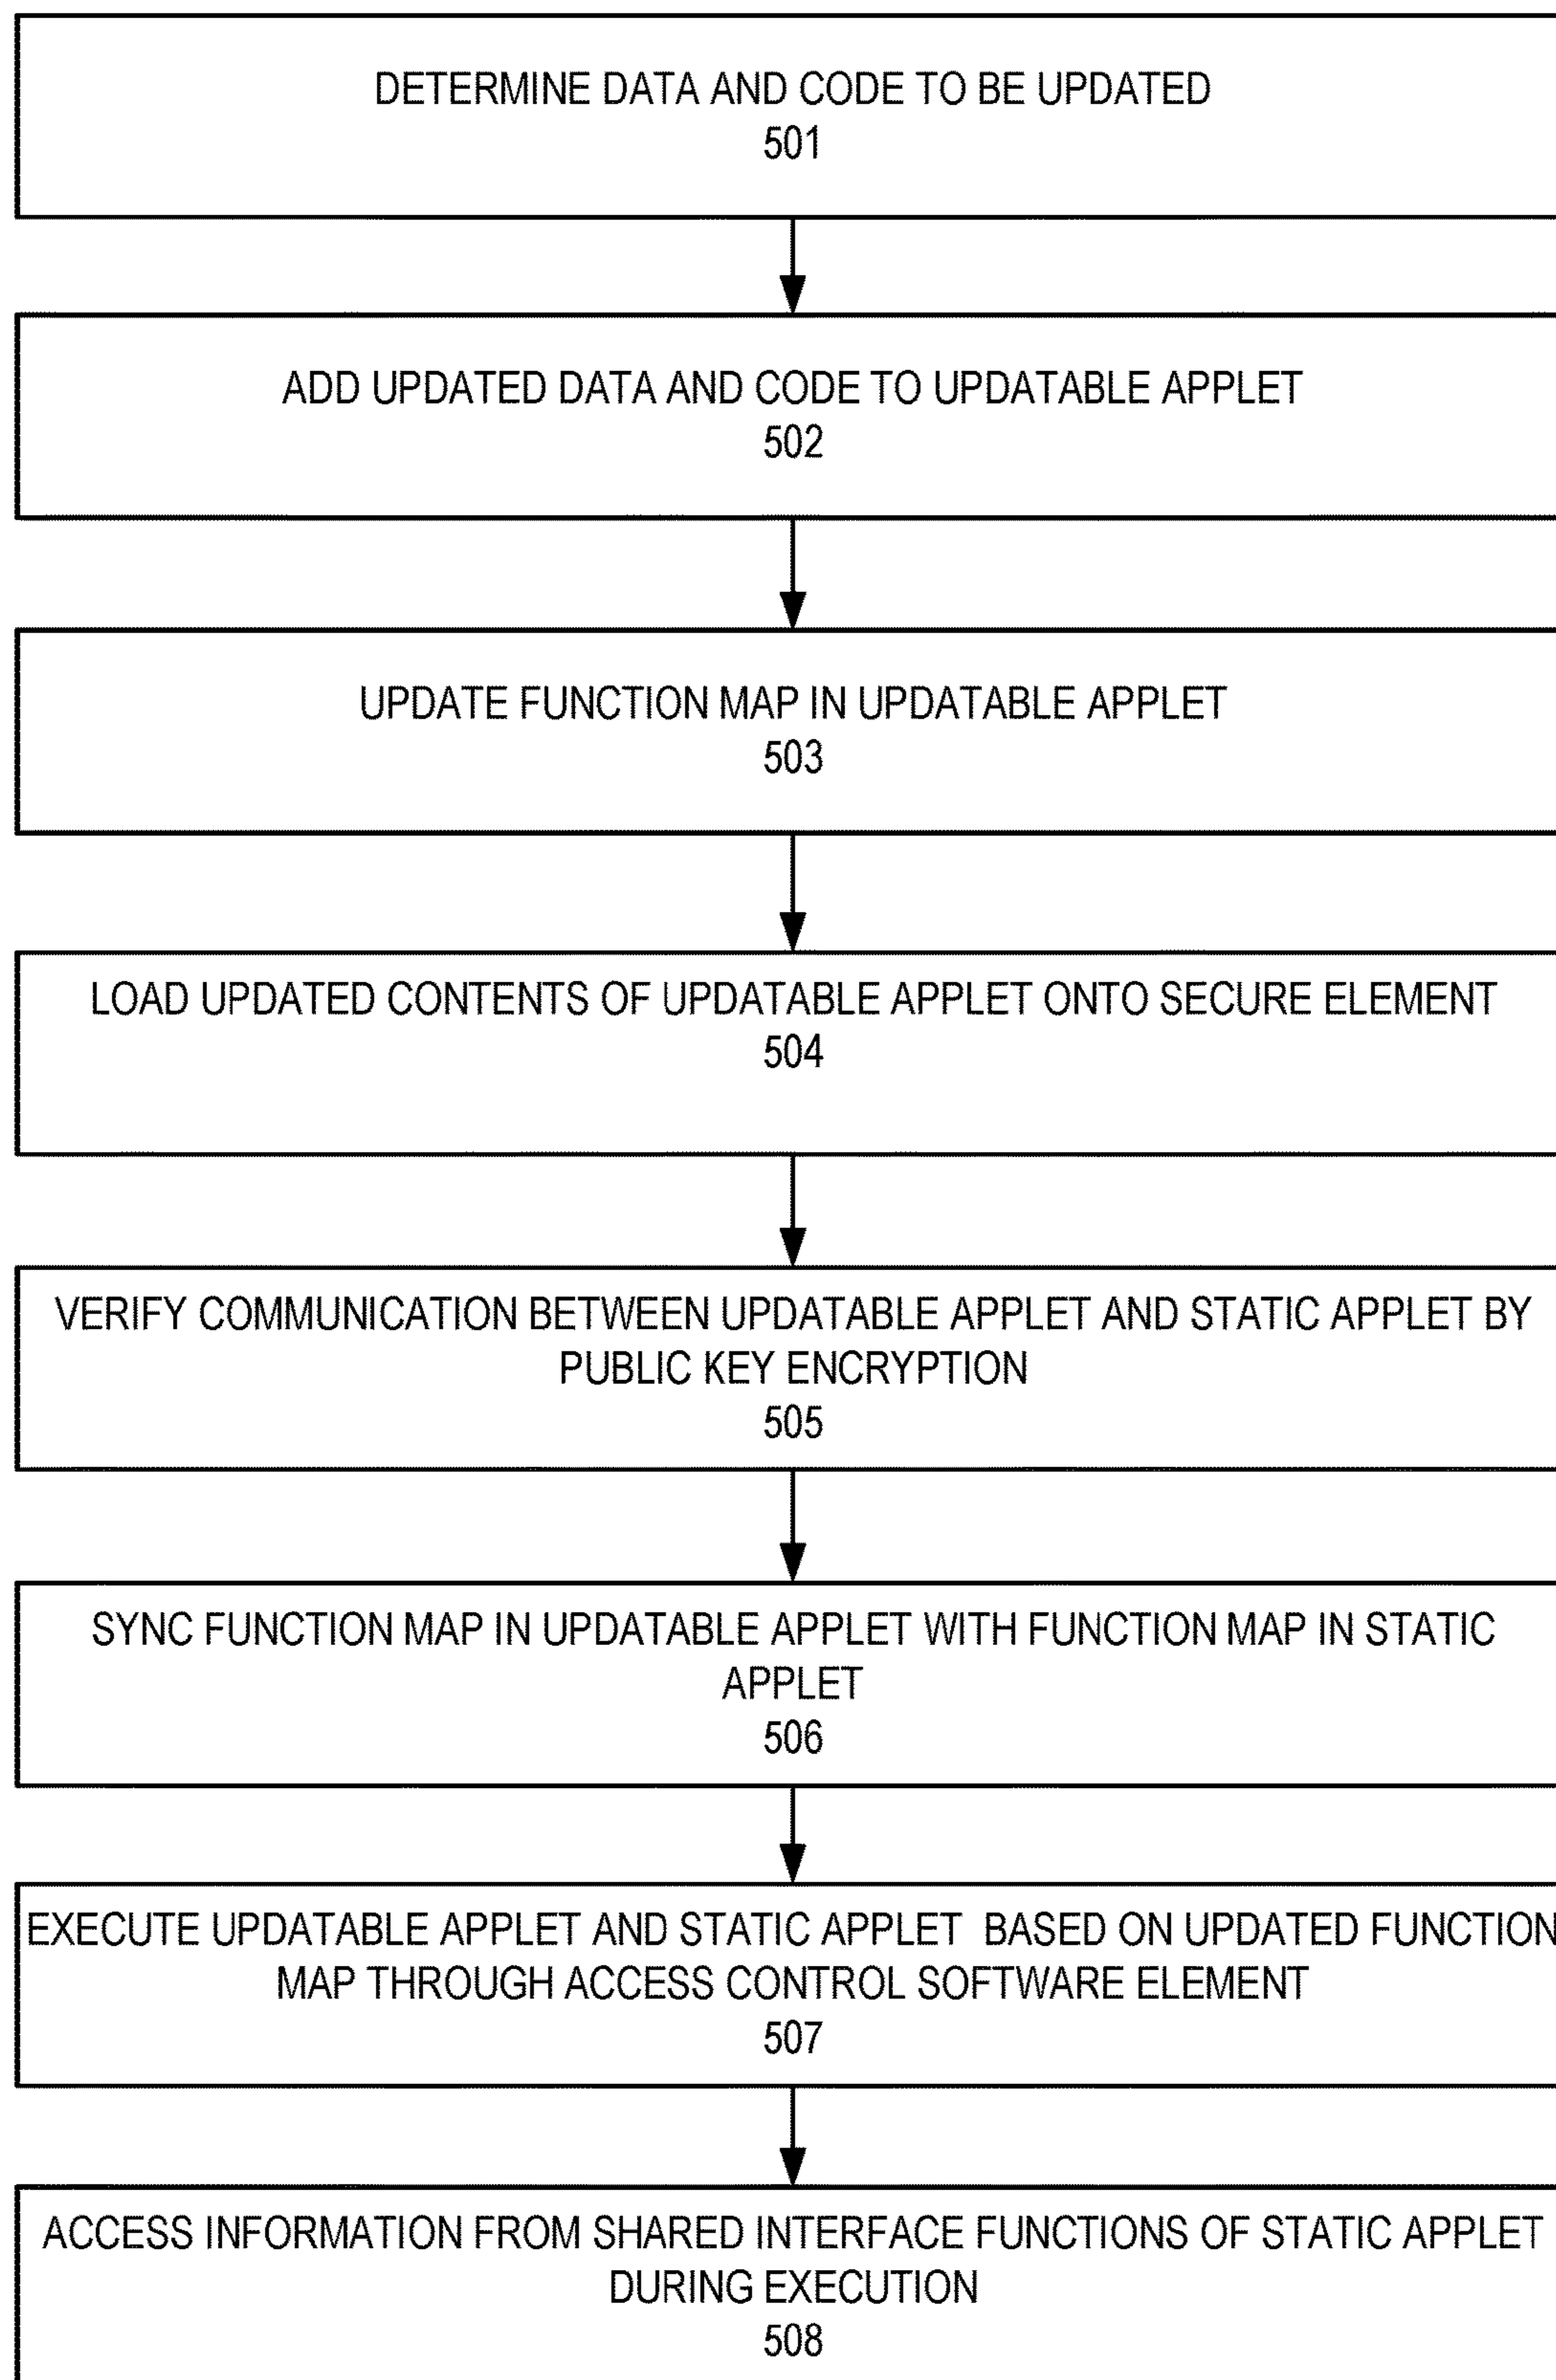 DETERMINE DATA AND CODE TO BE UPDATED
501
ADD UPDATED DATA AND CODE TO UPDATABLE APPLET
502
UPDATE FUNCTION MAP IN UPDATABLE APPLET
503
LOAD UPDATED CONTENTS OF UPDATABLE APPLET ONTO SECURE ELEMENT
504
VERIFY COMMUNICATION BETWEEN UPDATABLE APPLET AND STATIC APPLET BY
PUBLIC KEY ENCRYPTION
505
SYNC FUNCTION MAP IN UPDATABLE APPLET WITH FUNCTION MAP IN STATIC
APPLET
506
EXECUTE UPDATABLE APPLET AND STATIC APPLET BASED ON UPDATED FUNCTION
MAP THROUGH ACCESS CONTROL SOFTWARE ELEMENT
507
ACCESS INFORMATION FROM SHARED INTERFACE FUNCTIONS OF STATIC APPLET
DURING EXECUTION
508